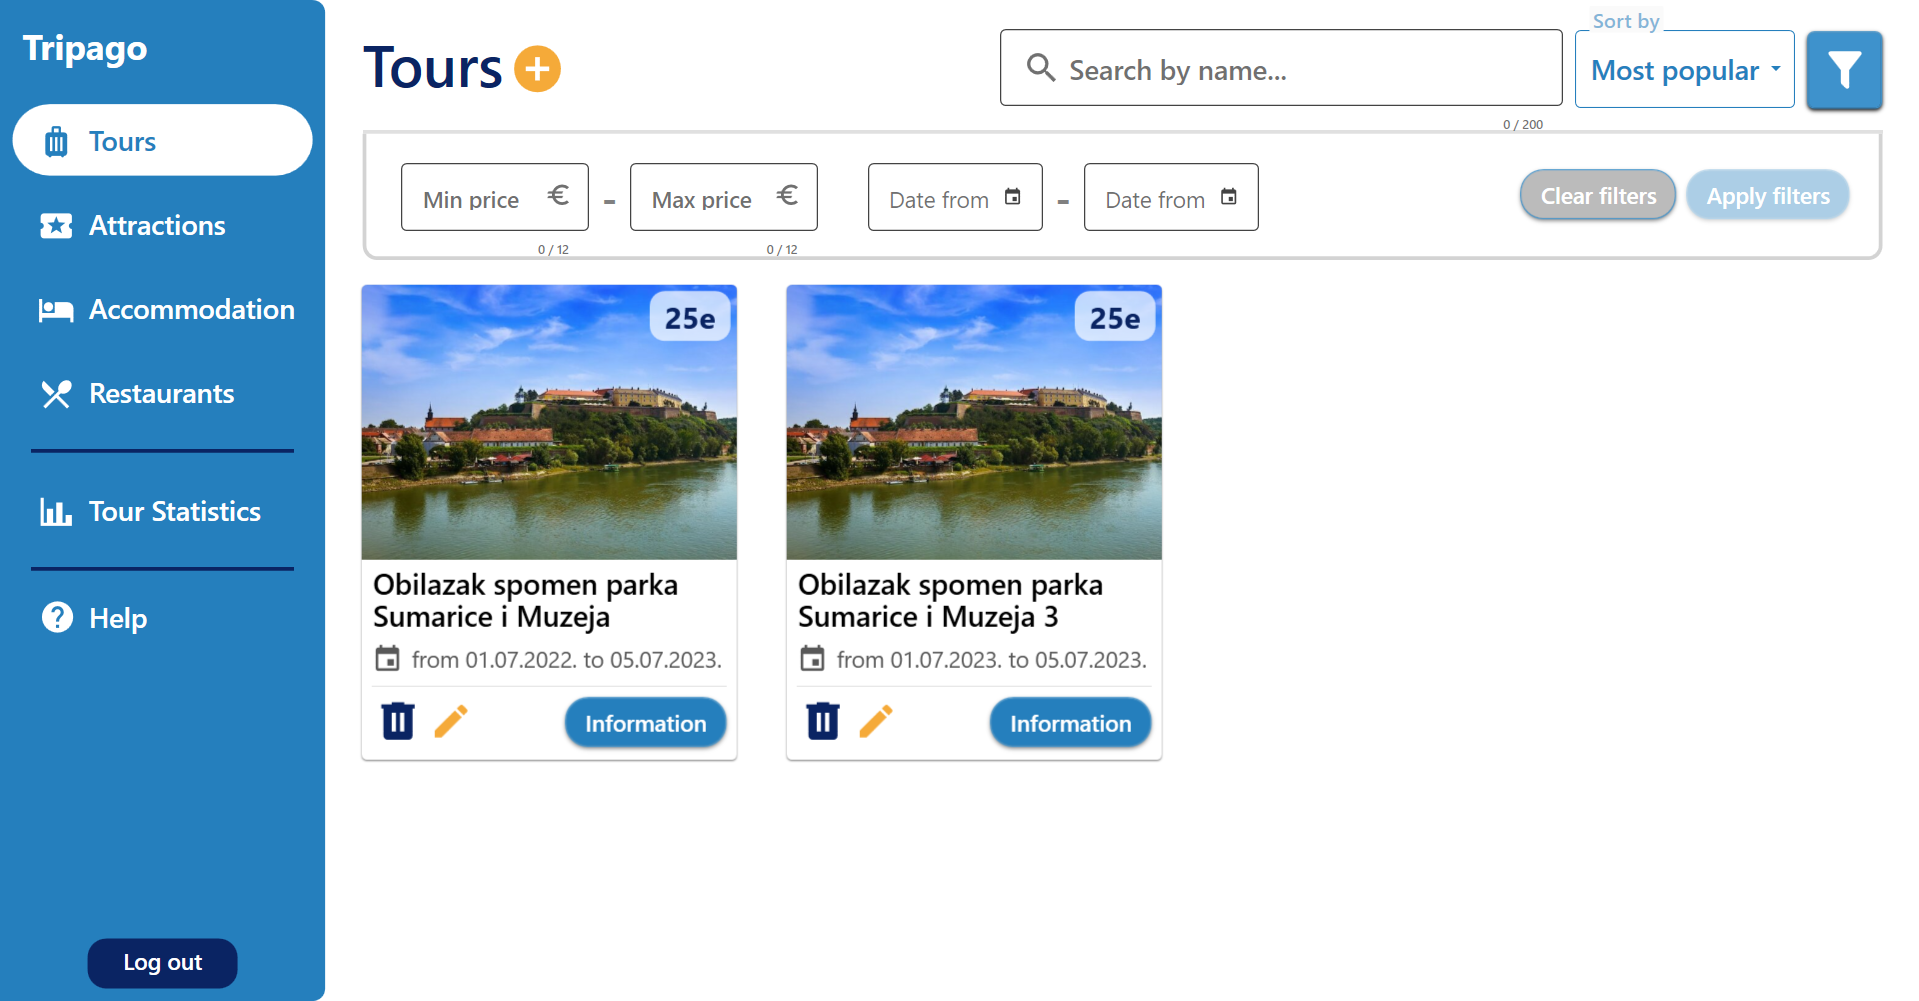 Tripago
Tours
Attractions
Accommodation
Restaurants
Tour Statistics
Help
Log out
Tours
Search by name...
0 / 200
Sort by
Most popular
Min price €
0 / 12
-
Max price €
0 / 12
Date from
-
Date from
Clear filters
Apply filters
25e
Obilazak spomen parka
Sumarice i Muzeja
from 01.07.2022. to 05.07.2023.
Information
25e
Obilazak spomen parka
Sumarice i Muzeja 3
from 01.07.2023. to 05.07.2023.
Information